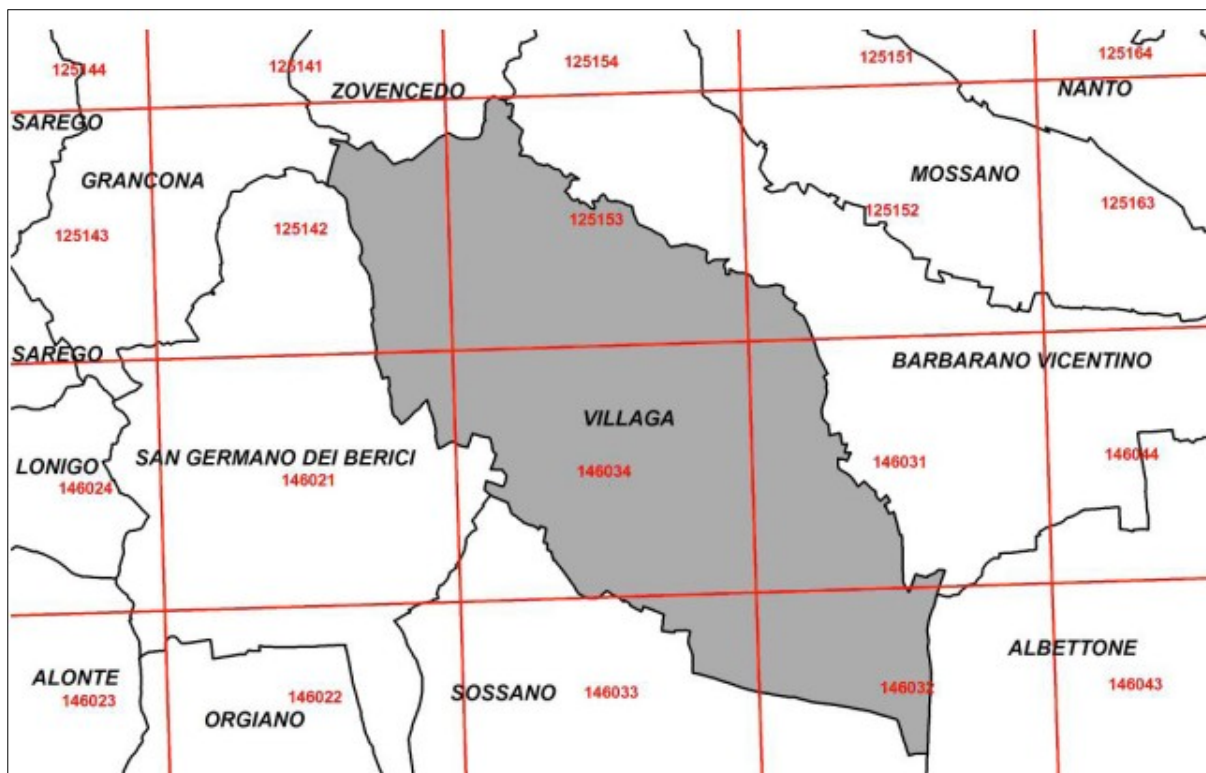 125144
125141
125154
125151
125164
ZOVENCEDO
NANTO
SAREGO
GRANCONA
MOSSANO
125143
125142
125153
125152
125163
SAREGO
BARBARANO VICENTINO
VILLAGA
LONIGO
SAN GERMANO DEI BERICI
146024
146021
146034
146031
146044
ALONTE
SOSSANO
ALBETTONE
146023
ORGIANO
146022
146033
146032
146043